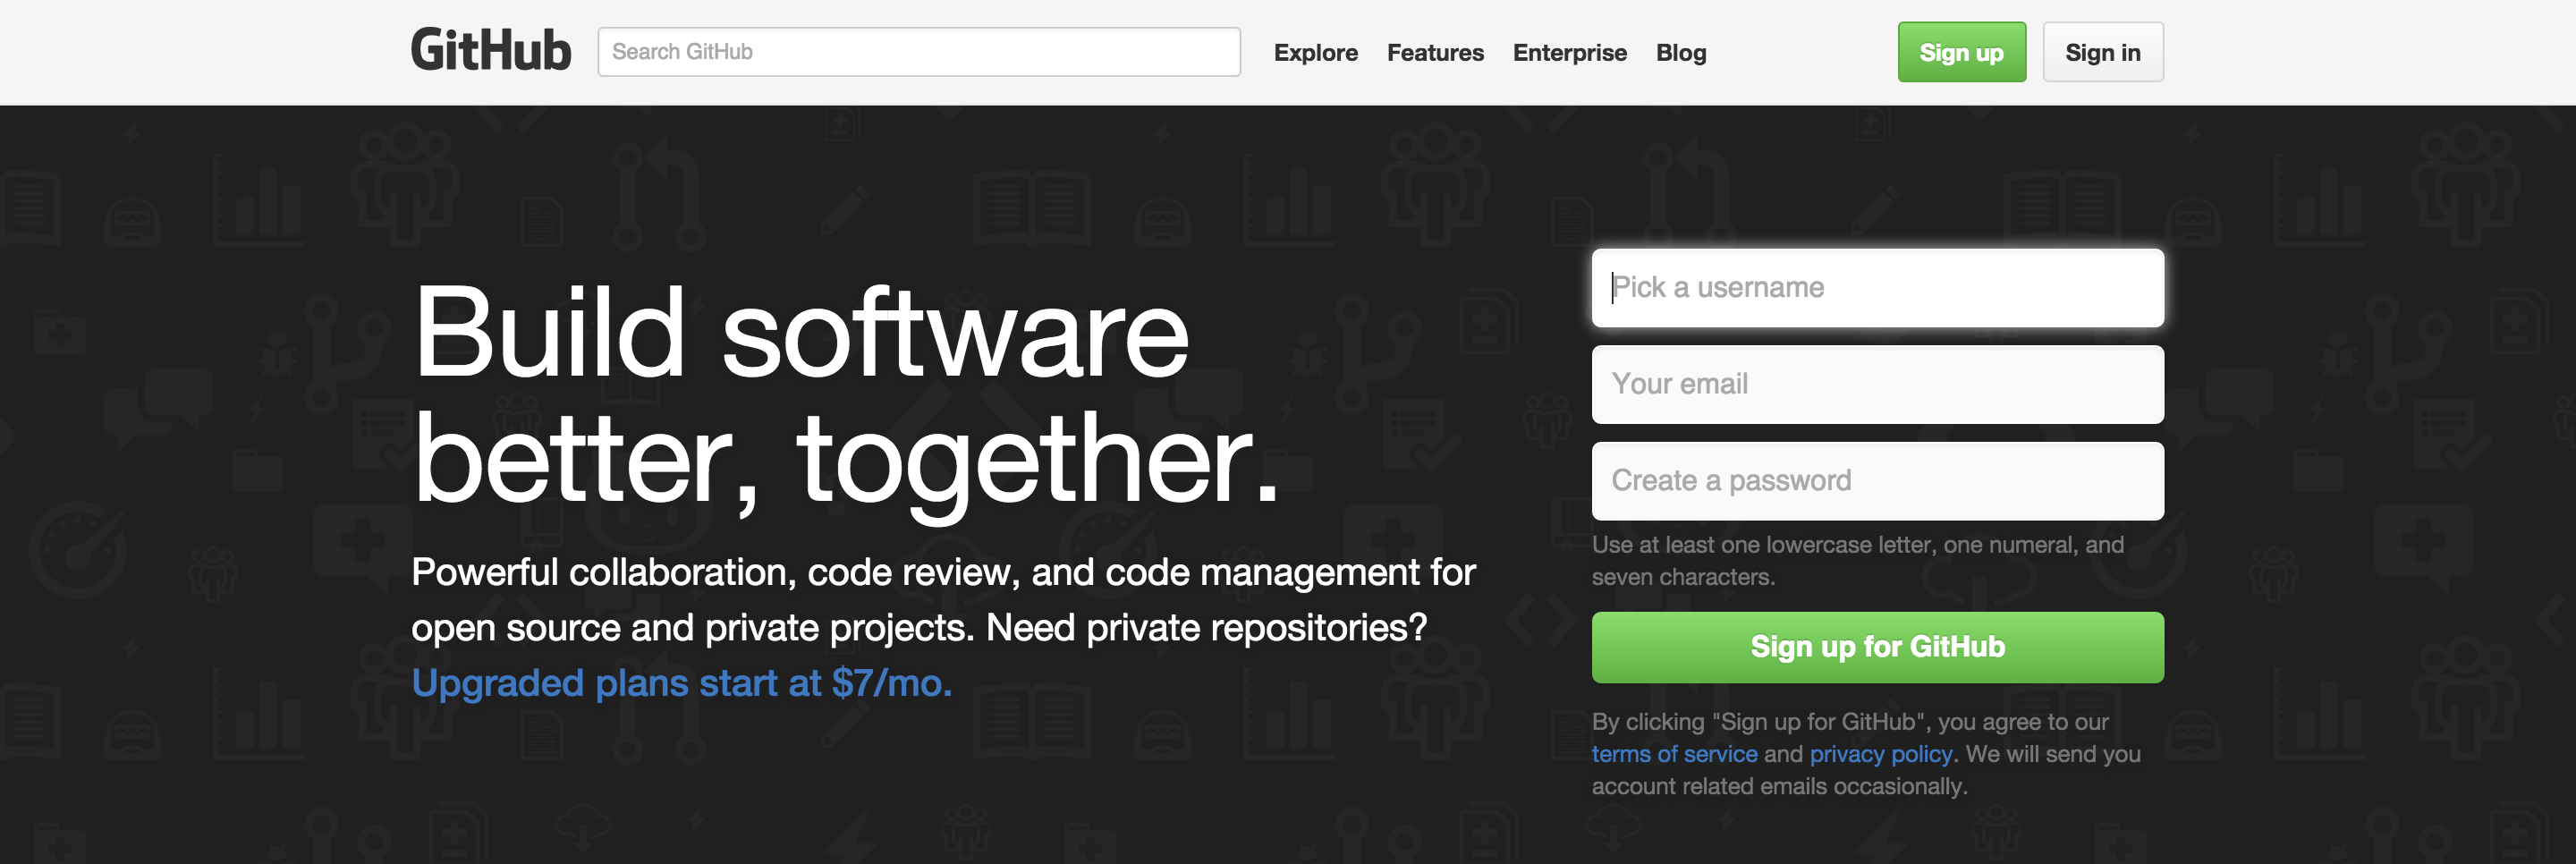 GitHub
Search GitHub
Explore
Features
Enterprise
Blog
Sign up
Sign in
Build software
better, together.
Powerful collaboration, code review, and code management for
open source and private projects. Need private repositories?
Upgraded plans start at $7/mo.
Pick a username
Your email
Create a password
Use at least one lowercase letter, one numeral, and
seven characters.
Sign up for GitHub
By clicking "Sign up for GitHub", you agree to our
terms of service and privacy policy. We will send you
account related emails occasionally.